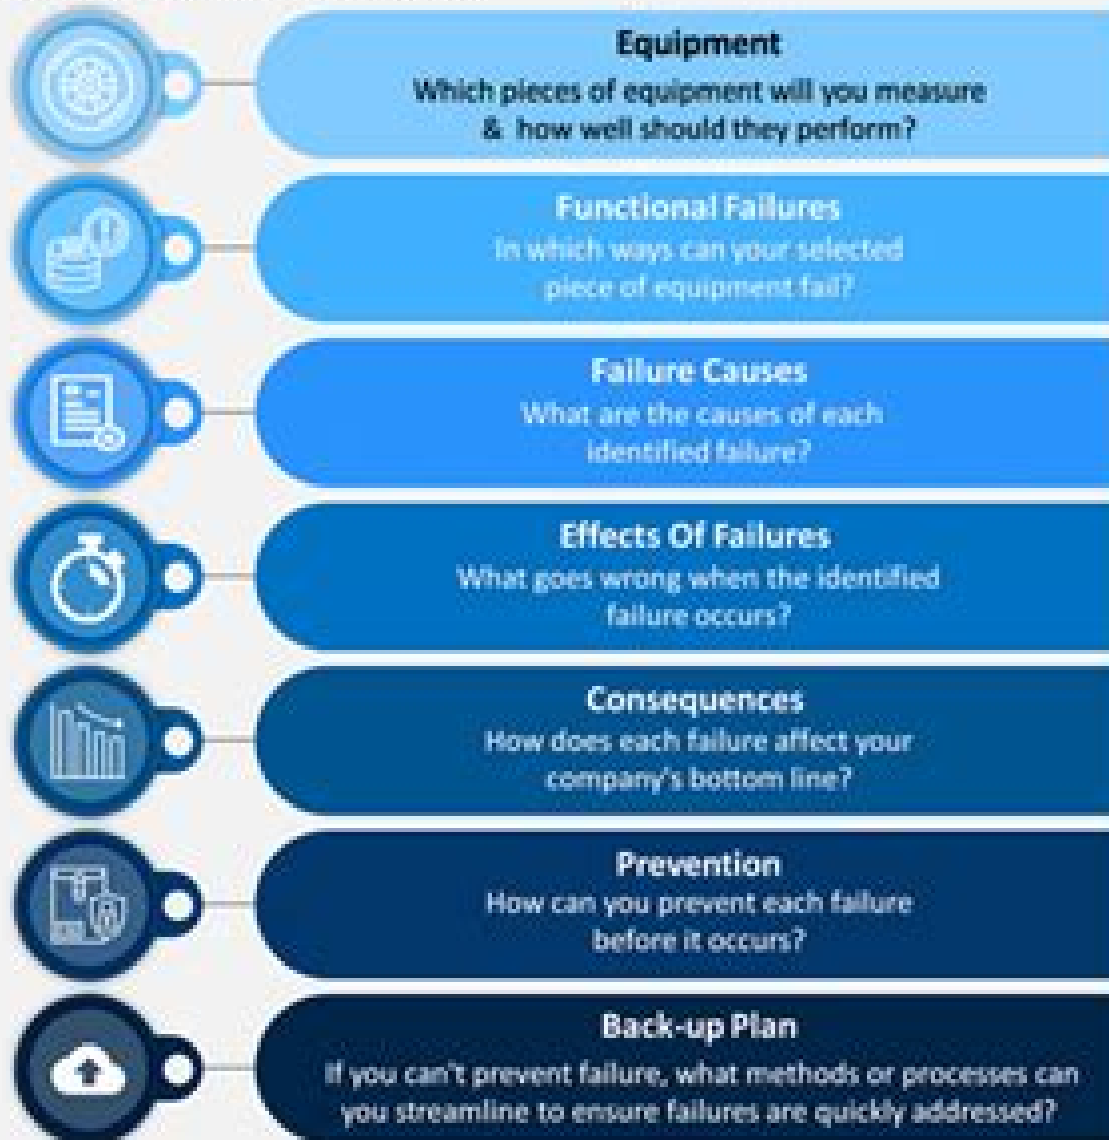 Equipment
Which pieces of equipment will you measure
& how well should they perform?
Functional Failures
In which ways can your selected
piece of equipment fail?
Failure Causes
What are the causes of each
identified failure?
Effects Of Failures
What goes wrong when the identified
failure occurs?
Consequences
How does each failure affect your
company's bottom line?
Prevention
How can you prevent each failure
before it occurs?
Back-up Plan
If you can't prevent failure, what methods or processes can
you streamline to ensure failures are quickly addressed?